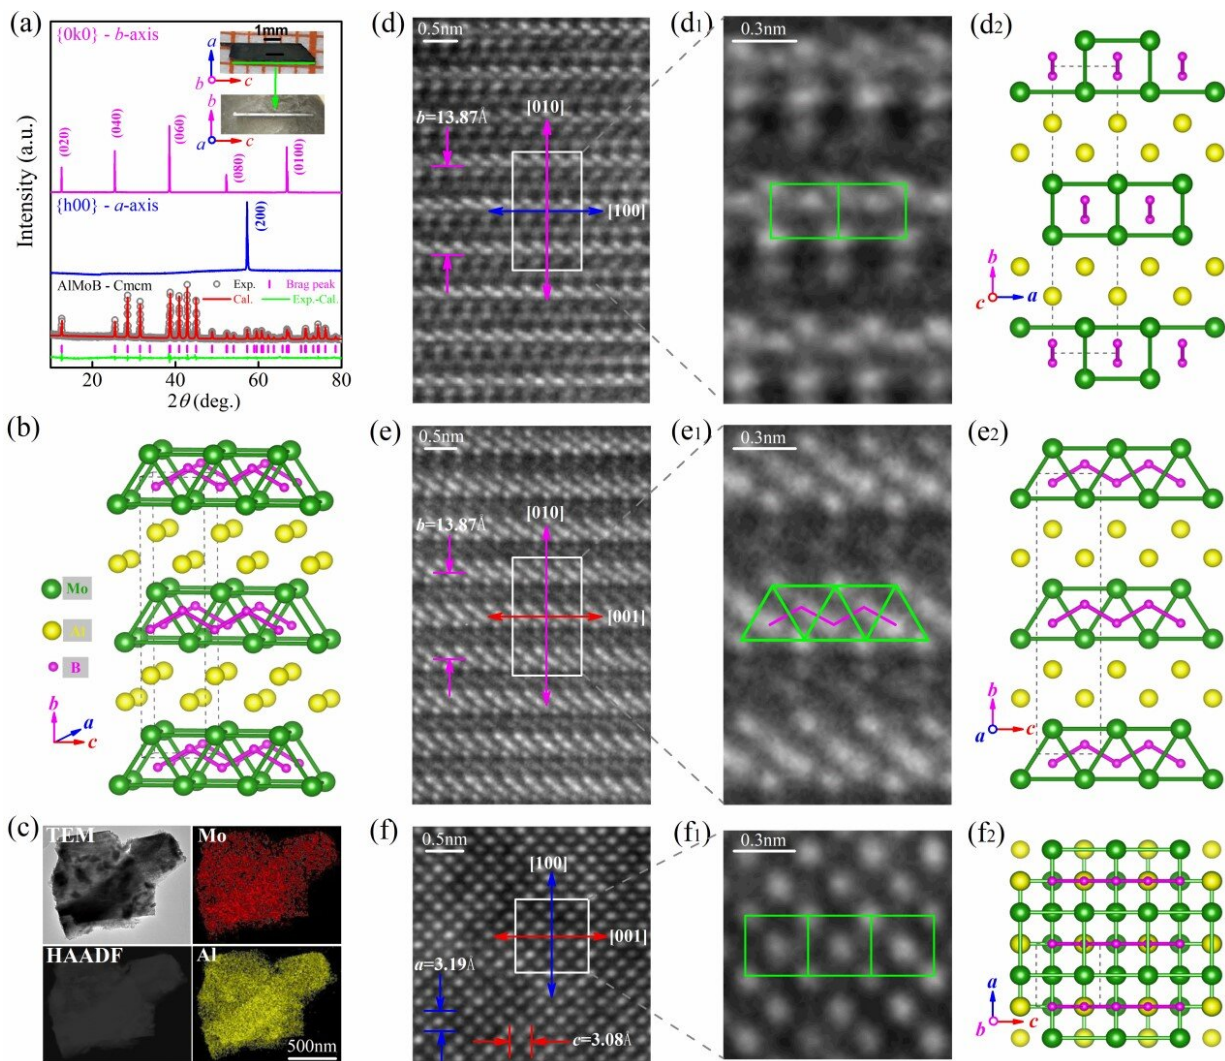 (a)
{0k0} - b-axis
1mm
a
b
c
b
a
c
Intensity (a.u.)
(020)
(040)
(060)
(080)
(0100)
{h00} - a-axis
(200)
AlMoB - Cmcm
Exp.
Brag peak
Cal.
Exp.-Cal.
20
40
60
80
2θ (deg.)
(b)
Mo
Al
B
b
a
c
(c)
TEM
Mo
HAADF
Al
500nm
(d)
0.5nm
b=13.87Å
[010]
[100]
(d1)
0.3nm
(d2)
b
c
a
(e)
0.5nm
[010]
b=13.87Å
[001]
(e1)
0.3nm
(e2)
b
a
c
(f)
0.5nm
[100]
[001]
a=3.19Å
c=3.08Å
(f1)
0.3nm
(f2)
a
b
c